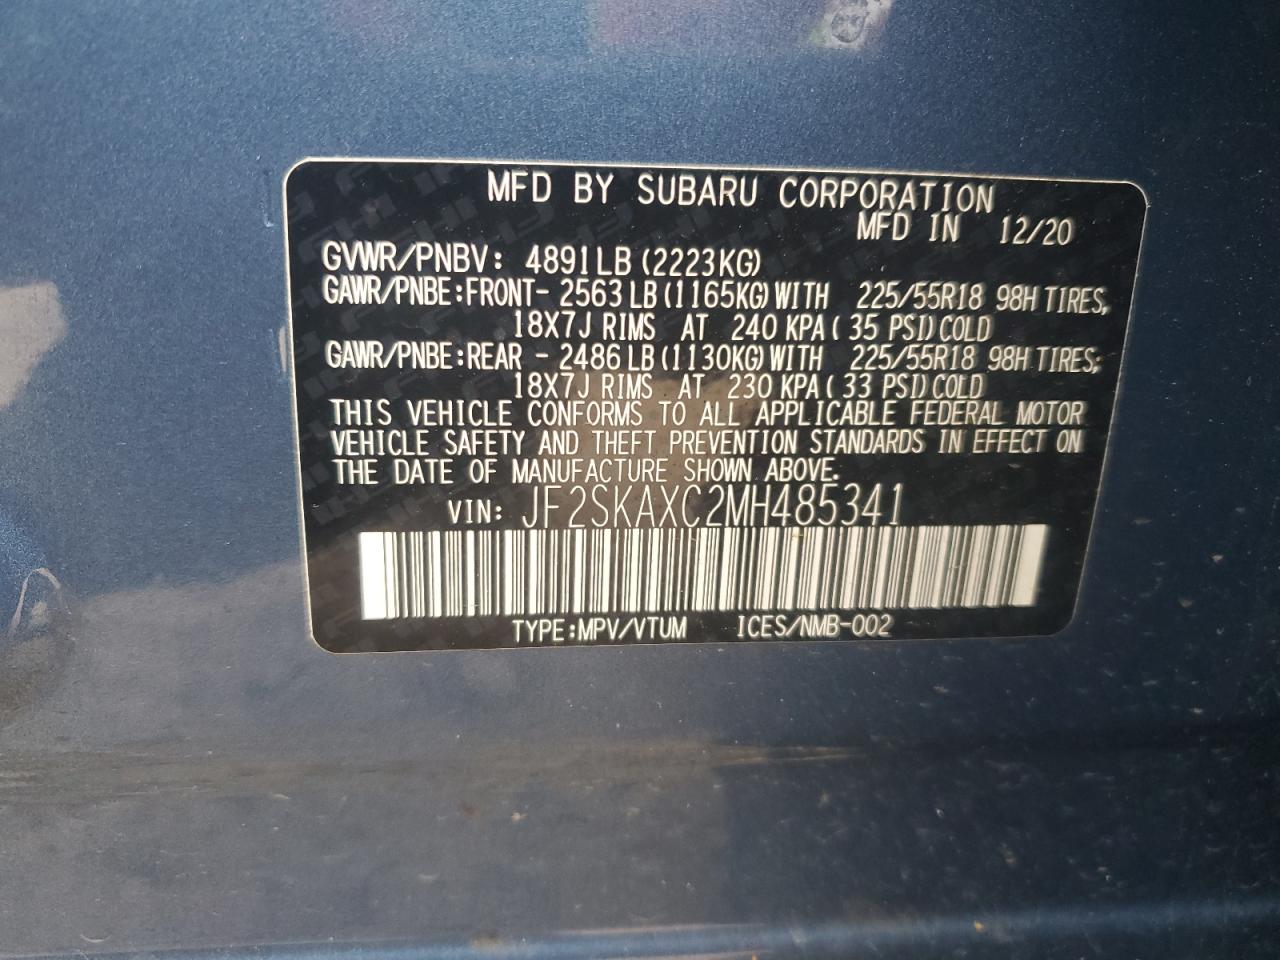 MFD BY SUBARU CORPORATION
MFD IN 12/20
GVWR/PNBV: 4891LB (2223KG)
GAWR/PNBE:FRONT- 2563 LB (1165KG) WITH 225/55R18 98H TIRES,
18X7J RIMS AT 240 KPA ( 35 PSI) COLD
GAWR/PNBE:REAR - 2486 LB (1130KG) WITH 225/55R18 98H TIRES;
18X7J RIMS AT 230 KPA ( 33 PSI) COLD
THIS VEHICLE CONFORMS TO ALL APPLICABLE FEDERAL MOTOR
VEHICLE SAFETY AND THEFT PREVENTION STANDARDS IN EFFECT ON
THE DATE OF MANUFACTURE SHOWN ABOVE.
VIN: JF2SKAXC2MH485341
TYPE:MPV/VTUM ICES/NMB-002